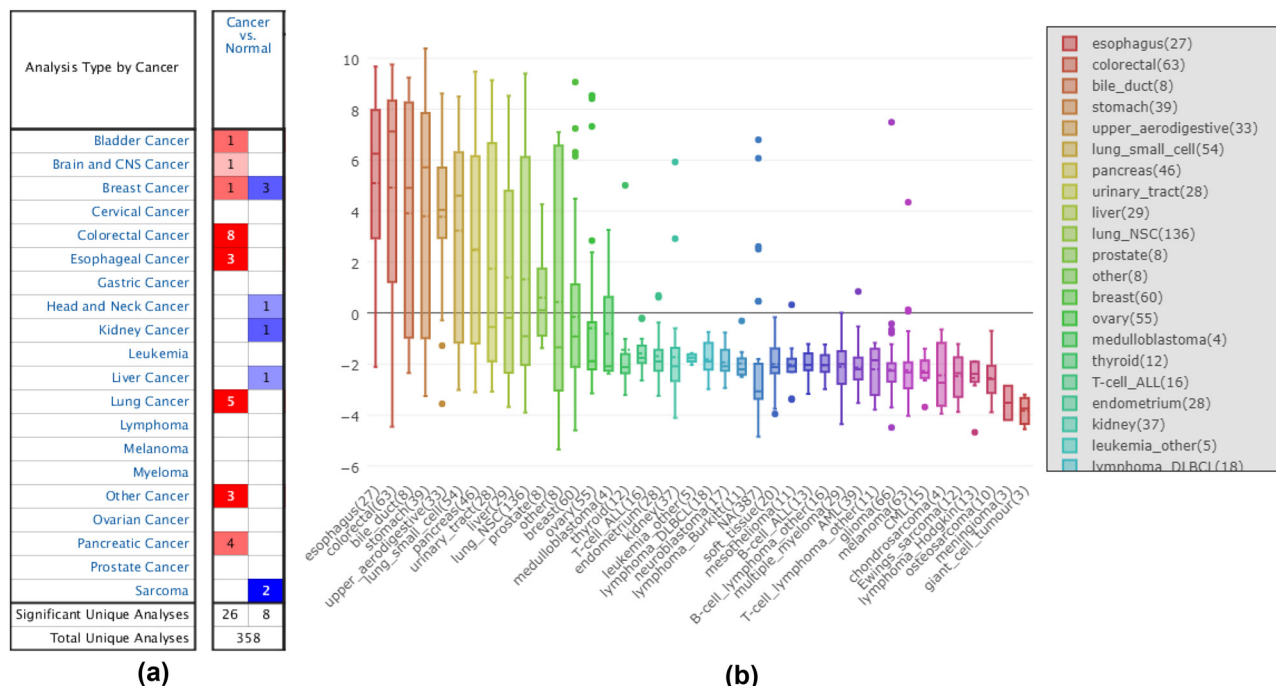 Analysis Type by Cancer
Cancer
vs.
Normal
Bladder Cancer 1
Brain and CNS Cancer 1
Breast Cancer 1 3
Cervical Cancer
Colorectal Cancer 8
Esophageal Cancer 3
Gastric Cancer
Head and Neck Cancer 1
Kidney Cancer 1
Leukemia
Liver Cancer 1
Lung Cancer 5
Lymphoma
Melanoma
Myeloma
Other Cancer 3
Ovarian Cancer
Pancreatic Cancer 4
Prostate Cancer
Sarcoma 2
Significant Unique Analyses 26 8
Total Unique Analyses 358
(a)
10
8
6
4
2
0
−2
−4
−6
esophagus(27)
colorectal(63)
bile_duct(8)
stomach(39)
upper_aerodigestive(33)
lung_small_cell(54)
pancreas(46)
urinary_tract(28)
liver(29)
lung_NSC(136)
prostate(8)
other(8)
breast(60)
ovary(55)
medulloblastoma(4)
thyroid(12)
T-cell_ALL(16)
endometrium(28)
kidney(37)
leukemia_other(5)
lymphoma_DLBCL(18)
neuroblastoma(17)
lymphoma_Burkitt(11)
NA(387)
soft_tissue(20)
mesothelioma(11)
B-cell_ALL(13)
B-cell_lymphoma_other(16)
multiple_myeloma(29)
AML(39)
T-cell_lymphoma_other(11)
glioma(66)
melanoma(63)
CML(15)
chondrosarcoma(4)
Ewings_sarcoma(12)
lymphoma_Hodgkin(13)
osteosarcoma(10)
meningioma(3)
giant_cell_tumour(3)
esophagus(27)
colorectal(63)
bile_duct(8)
stomach(39)
upper_aerodigestive(33)
lung_small_cell(54)
pancreas(46)
urinary_tract(28)
liver(29)
lung_NSC(136)
prostate(8)
other(8)
breast(60)
ovary(55)
medulloblastoma(4)
thyroid(12)
T-cell_ALL(16)
endometrium(28)
kidney(37)
leukemia_other(5)
lymphoma_DLBCL(18)
(b)